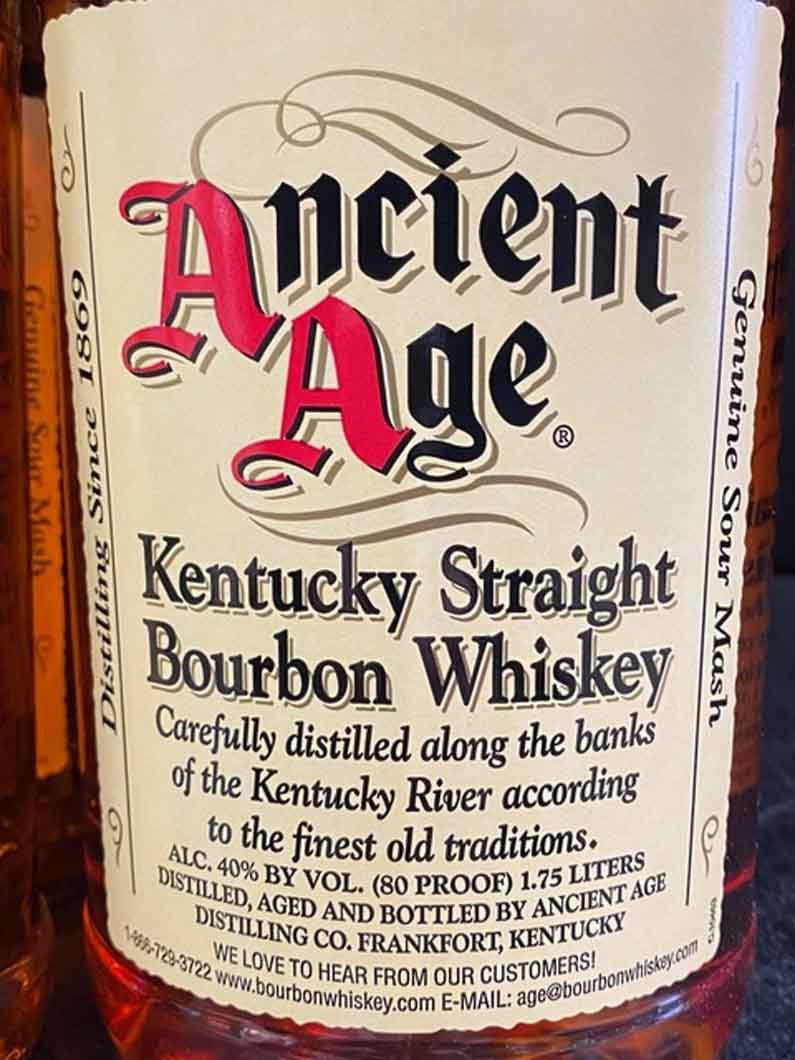 Ancient
Age®
Kentucky Straight
Bourbon Whiskey
Carefully distilled along the banks
of the Kentucky River according
to the finest old traditions.
ALC. 40% BY VOL. (80 PROOF) 1.75 LITERS
DISTILLED, AGED AND BOTTLED BY ANCIENT AGE
DISTILLING CO. FRANKFORT, KENTUCKY
WE LOVE TO HEAR FROM OUR CUSTOMERS!
1-866-729-3722 www.bourbonwhiskey.com E-MAIL: age@bourbonwhiskey.com
Distilling Since 1869
Genuine Sour Mash
Genuine Sour Mash